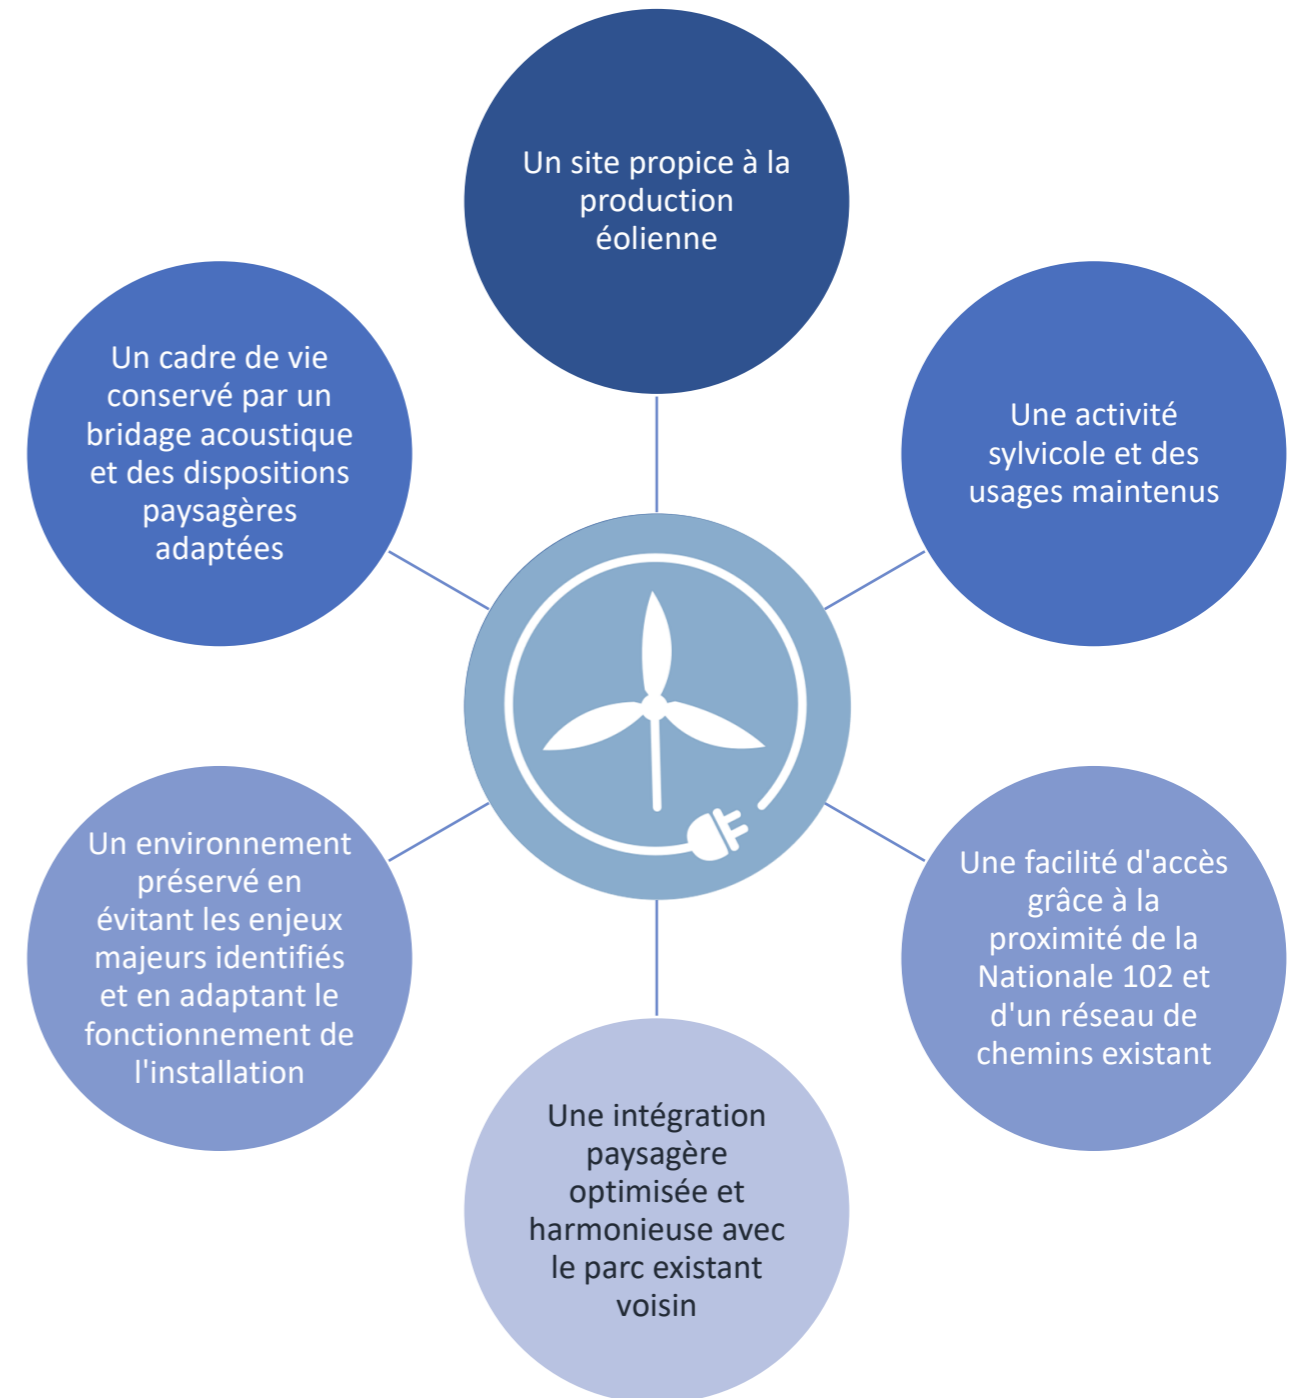 Un site propice à la
production
éolienne
Une activité
sylvicole et des
usages maintenus
Une facilité d'accès
grâce à la
proximité de la
Nationale 102 et
d'un réseau de
chemins existant
Une intégration
paysagère
optimisée et
harmonieuse avec
le parc existant
voisin
Un environnement
préservé en
évitant les enjeux
majeurs identifiés
et en adaptant le
fonctionnement de
l'installation
Un cadre de vie
conservé par un
bridage acoustique
et des dispositions
paysagères
adaptées